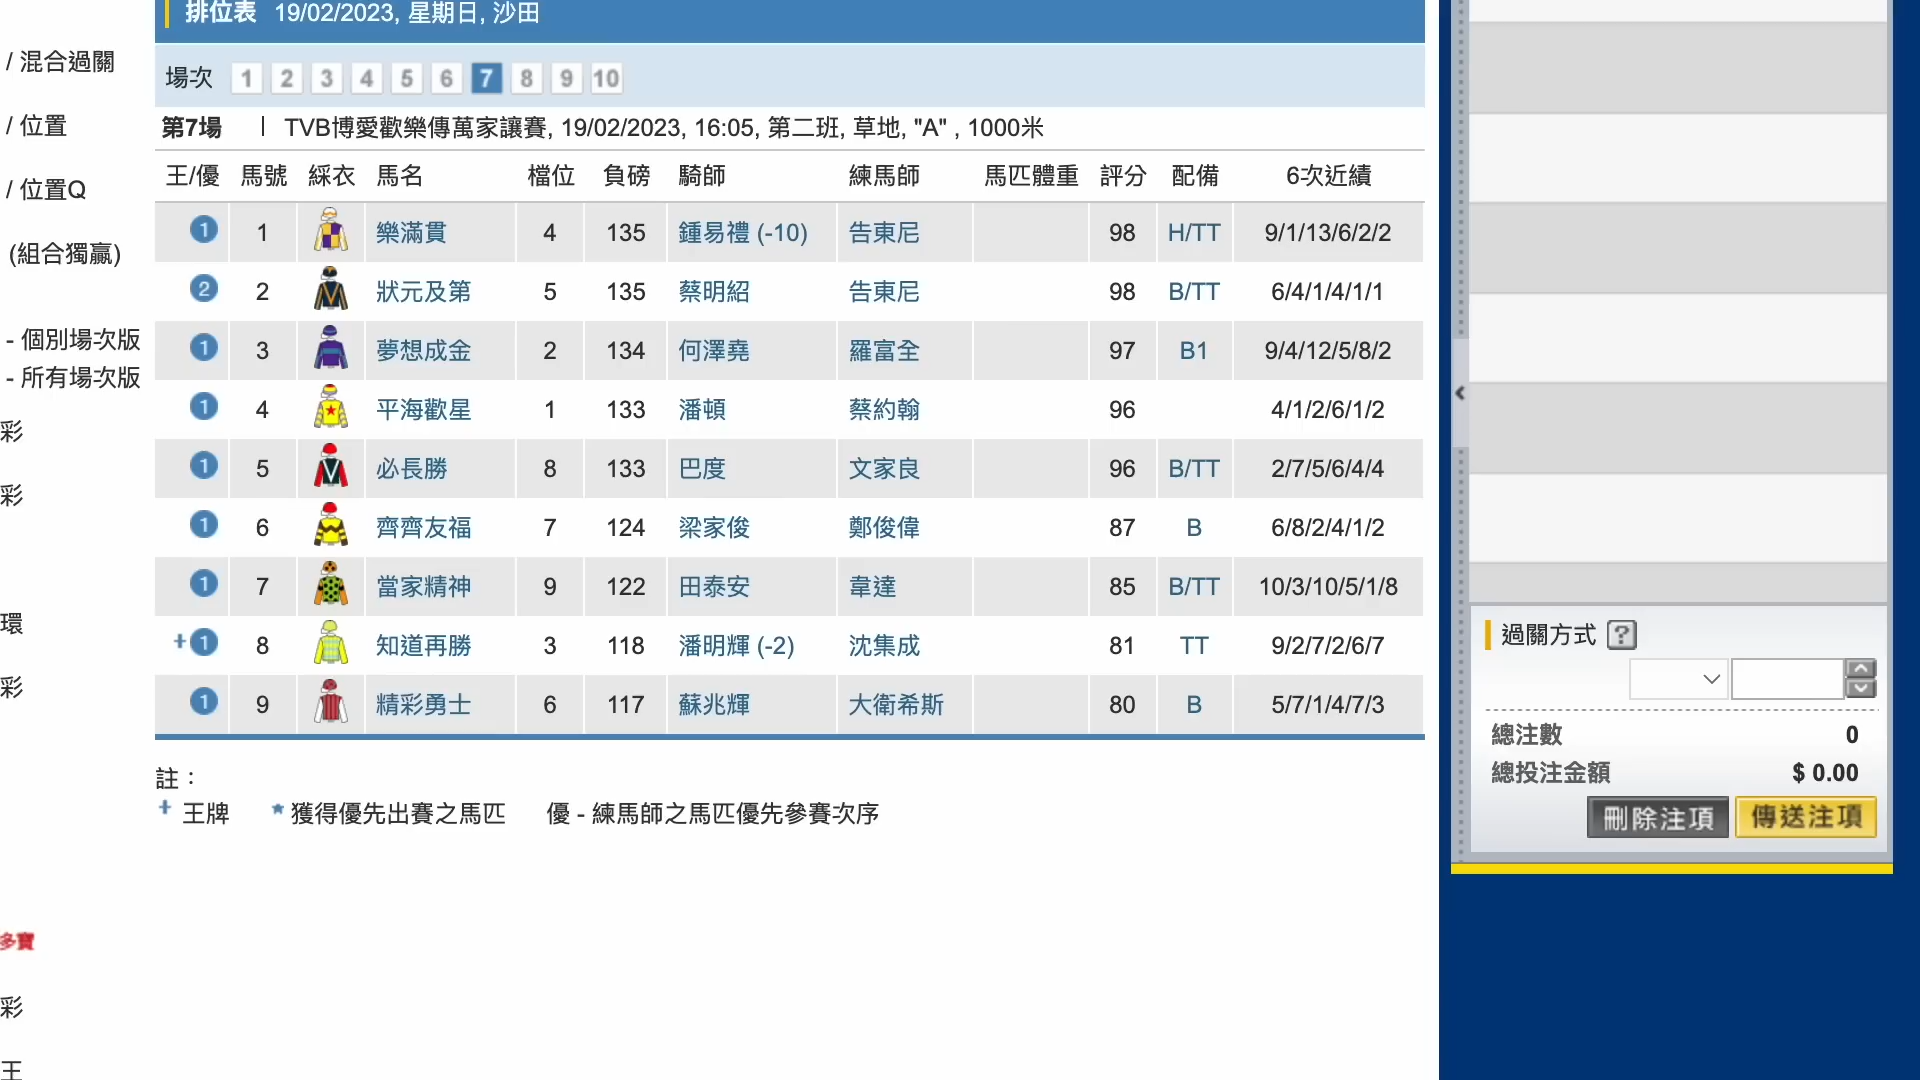 排位表 19/02/2023, 星期日, 沙田
/ 混合過關
場次 1 2 3 4 5 6 7 8 9 10
/ 位置
第7場 | TVB博愛歡樂傳萬家讓賽, 19/02/2023, 16:05, 第二班, 草地, "A" , 1000米
/ 位置Q
王/優 馬號 綵衣 馬名 檔位 負磅 騎師 練馬師 馬匹體重 評分 配備 6次近績
1 1 樂滿貫 4 135 鍾易禮 (-10) 告東尼 98 H/TT 9/1/13/6/2/2
(組合獨贏)
2 2 狀元及第 5 135 蔡明紹 告東尼 98 B/TT 6/4/1/4/1/1
- 個別場次版
1 3 夢想成金 2 134 何澤堯 羅富全 97 B1 9/4/12/5/8/2
- 所有場次版
1 4 平海歡星 1 133 潘頓 蔡約翰 96 4/1/2/6/1/2
彩
1 5 必長勝 8 133 巴度 文家良 96 B/TT 2/7/5/6/4/4
彩
1 6 齊齊友福 7 124 梁家俊 鄭俊偉 87 B 6/8/2/4/1/2
1 7 當家精神 9 122 田泰安 韋達 85 B/TT 10/3/10/5/1/8
環
+ 1 8 知道再勝 3 118 潘明輝 (-2) 沈集成 81 TT 9/2/7/2/6/7
彩
1 9 精彩勇士 6 117 蘇兆輝 大衛希斯 80 B 5/7/1/4/7/3
註：
+ 王牌 * 獲得優先出賽之馬匹 優 - 練馬師之馬匹優先參賽次序
多寶
彩
王
過關方式 ?
總注數 0
總投注金額 $ 0.00
刪除注項 傳送注項